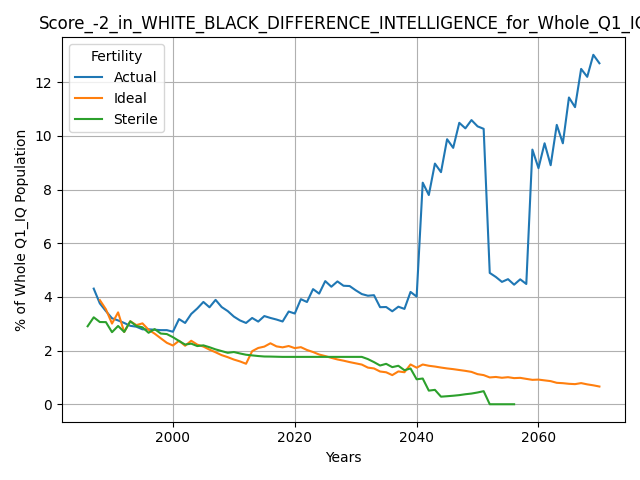 Score_-2_in_WHITE_BLACK_DIFFERENCE_INTELLIGENCE_for_Whole_Q1_IQ
Fertility
Actual
Ideal
Sterile
% of Whole Q1_IQ Population
12
10
8
6
4
2
0
2000 2020 2040 2060
Years